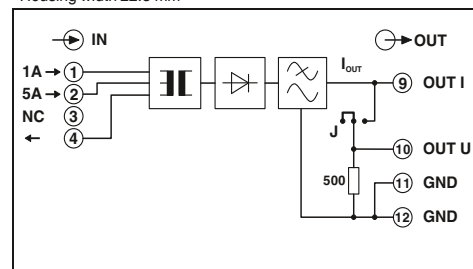 Housing width 22.5 mm
IN
OUT
1A 1
5A 2
NC 3
4
IOUT
9 OUT I
J
10 OUT U
500
11 GND
12 GND